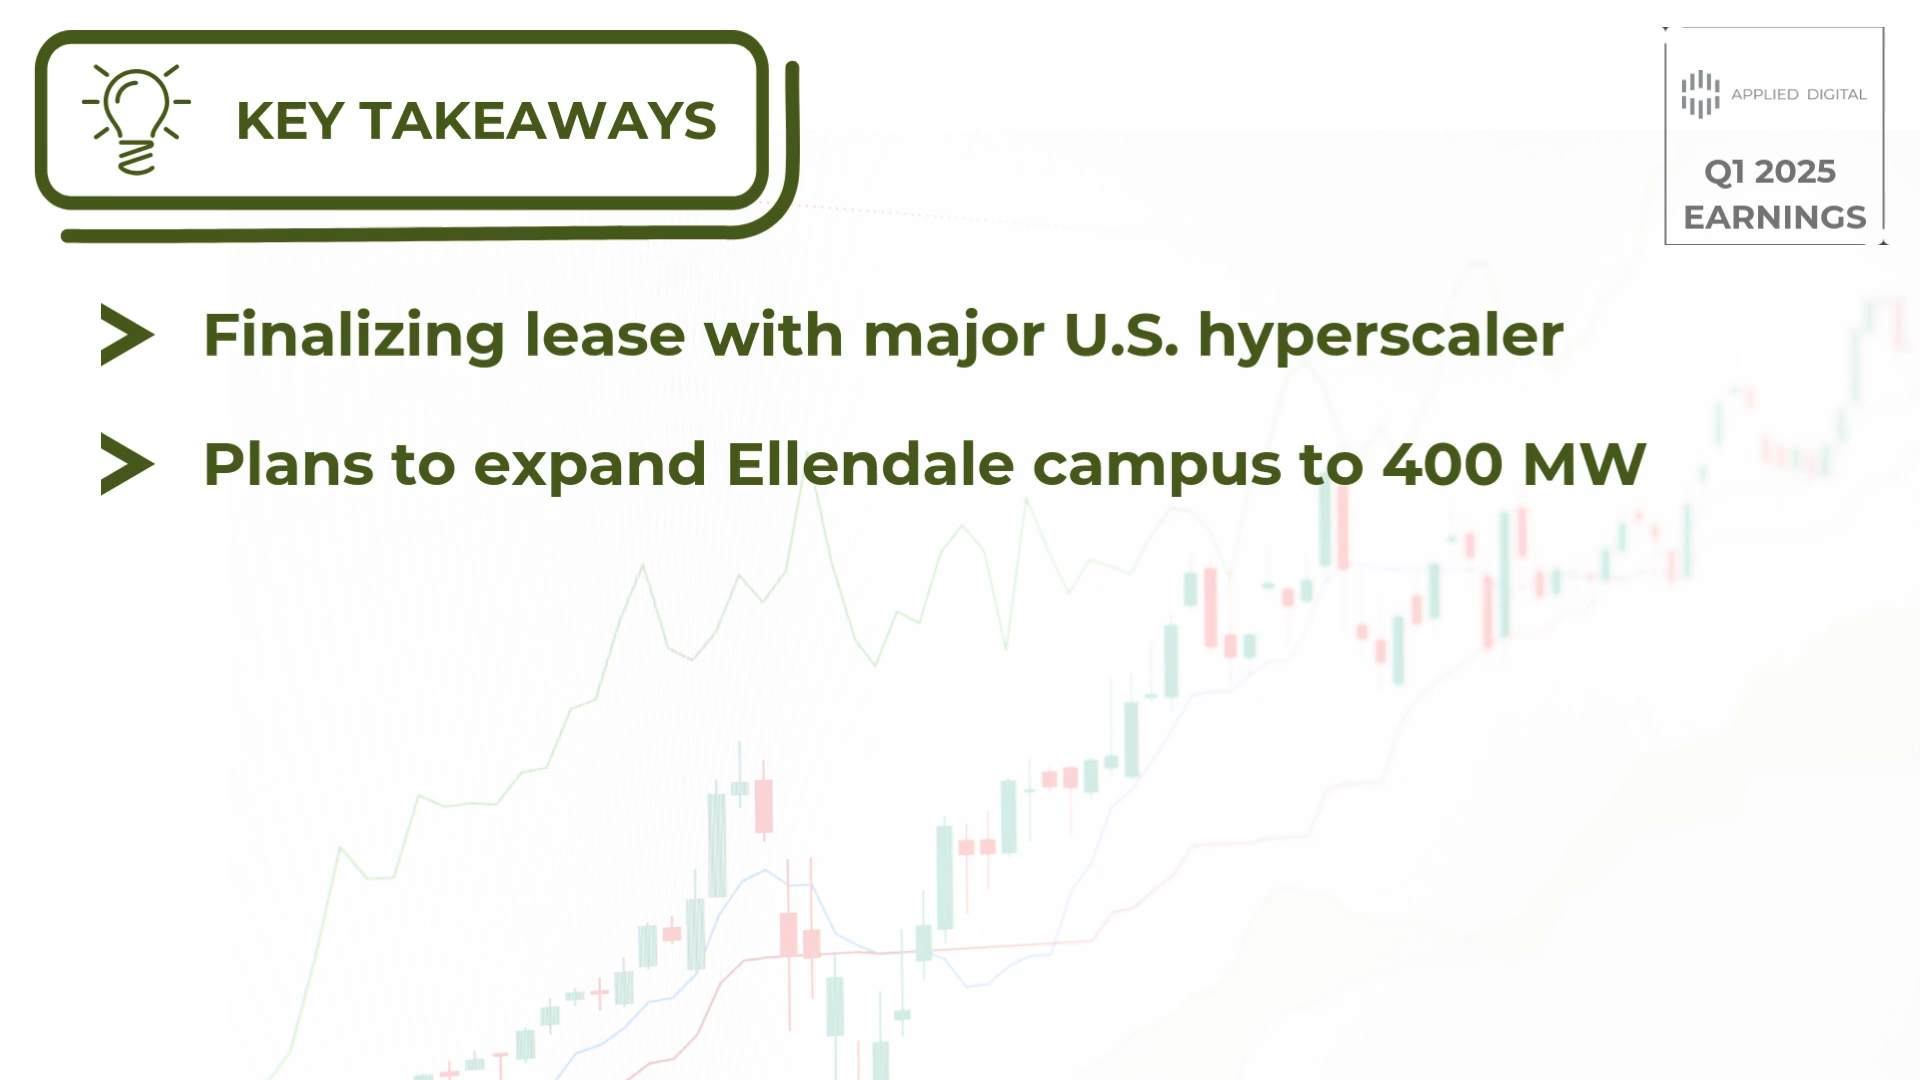 KEY TAKEAWAYS
APPLIED DIGITAL
Q1 2025
EARNINGS
Finalizing lease with major U.S. hyperscaler
Plans to expand Ellendale campus to 400 MW